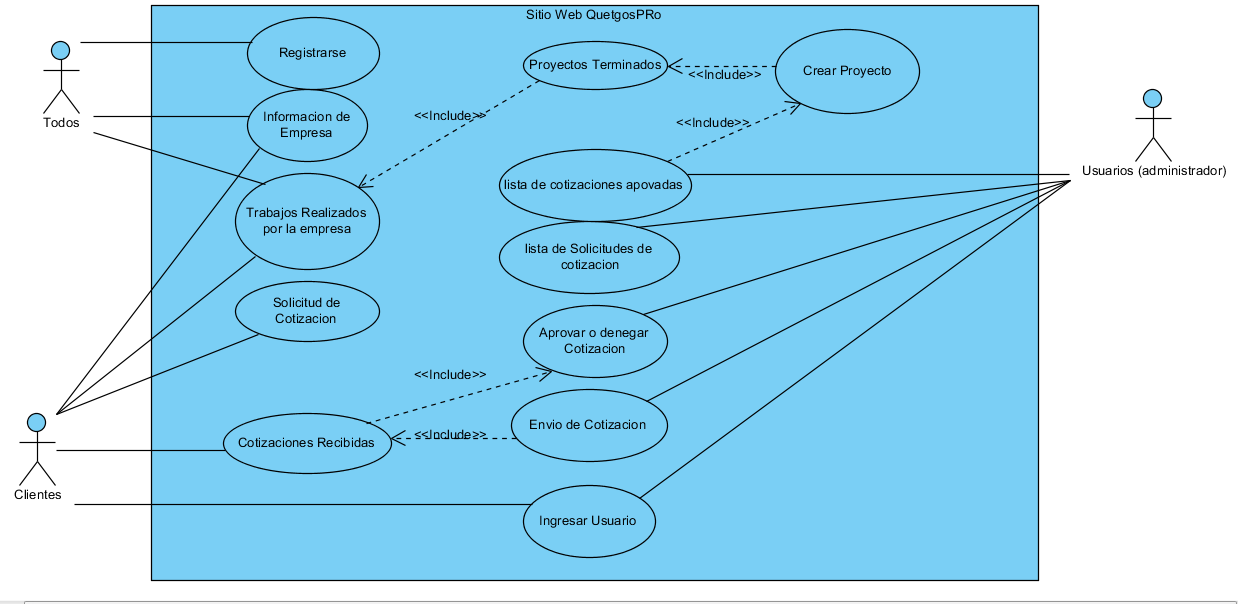 Sitio Web QuetgosPRo
Registrarse
Proyectos Terminados
<<Include>>
Crear Proyecto
Todos
Informacion de
Empresa
<<Include>>
<<Include>>
Usuarios (administrador)
lista de cotizaciones apovadas
Trabajos Realizados
por la empresa
lista de Solicitudes de
cotizacion
Solicitud de
Cotizacion
Aprovar o denegar
Cotizacion
<<Include>>
Envio de Cotizacion
<<Include>>
Cotizaciones Recibidas
Clientes
Ingresar Usuario